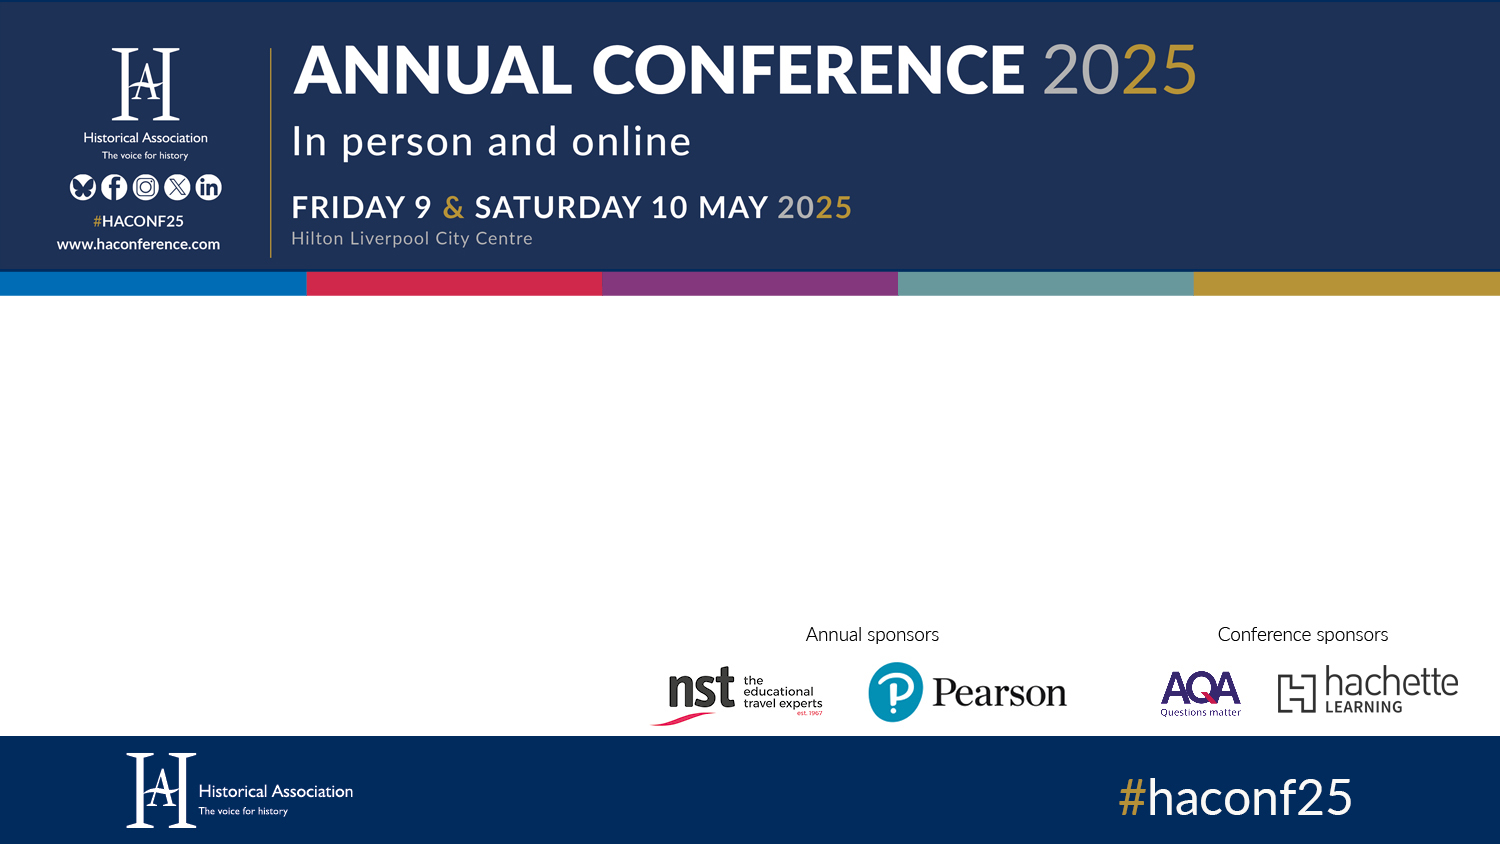 HA
Historical Association
The voice for history
#HACONF25
www.haconference.com
ANNUAL CONFERENCE 2025
In person and online
FRIDAY 9 & SATURDAY 10 MAY 2025
Hilton Liverpool City Centre
Annual sponsors
Conference sponsors
nst the educational travel experts
est. 1967
Pearson
AQA
Questions matter
hachette
LEARNING
HA
Historical Association
The voice for history
#haconf25